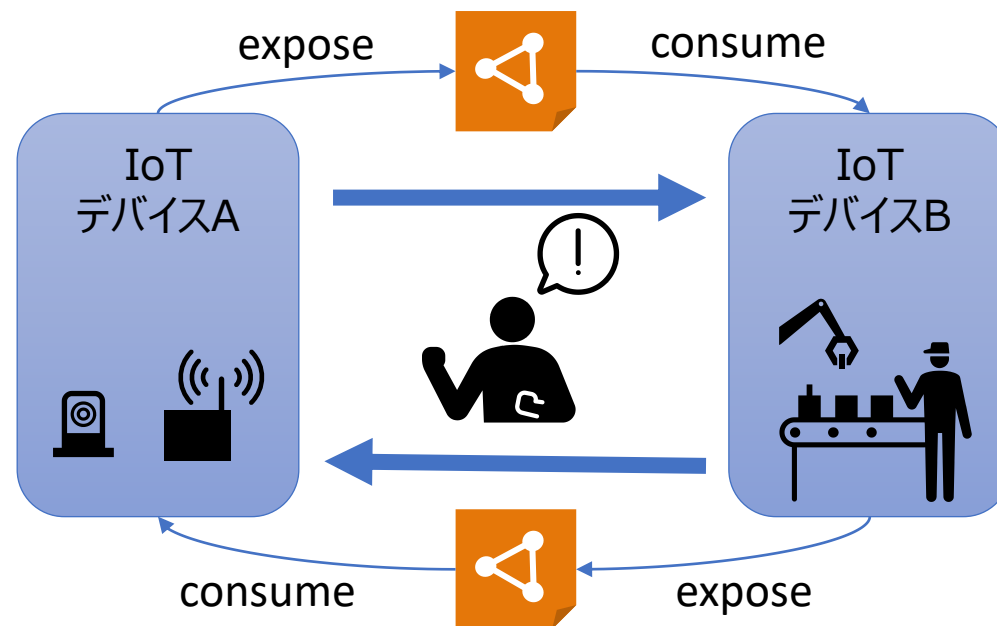 expose
consume
IoT
デバイスA
IoT
デバイスB
!
consume
expose